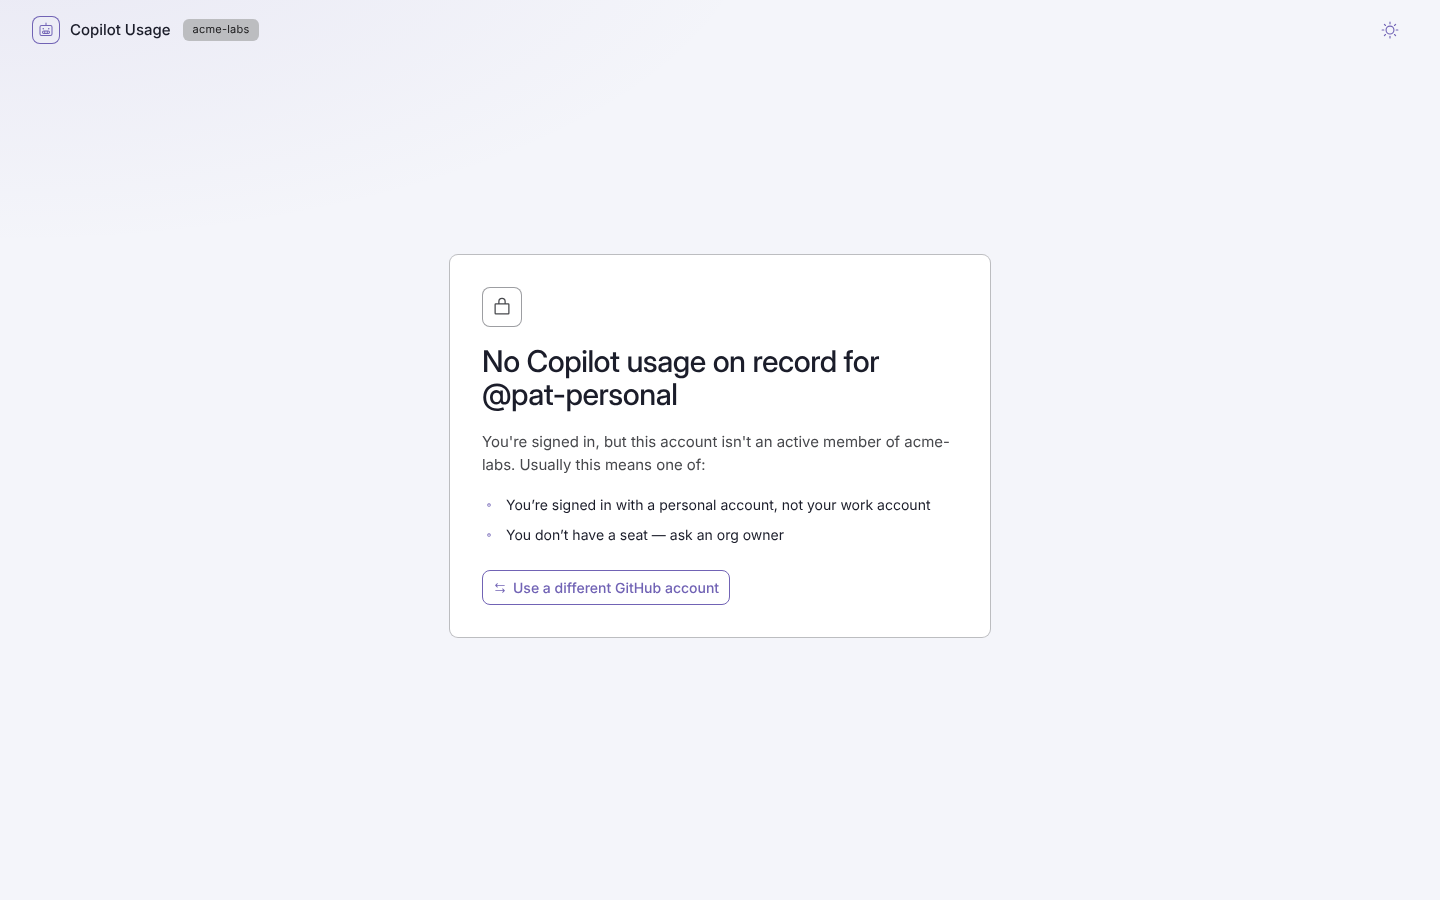 Copilot Usage acme-labs
No Copilot usage on record for
@pat-personal
You're signed in, but this account isn't an active member of acme-
labs. Usually this means one of:
You’re signed in with a personal account, not your work account
You don’t have a seat — ask an org owner
Use a different GitHub account